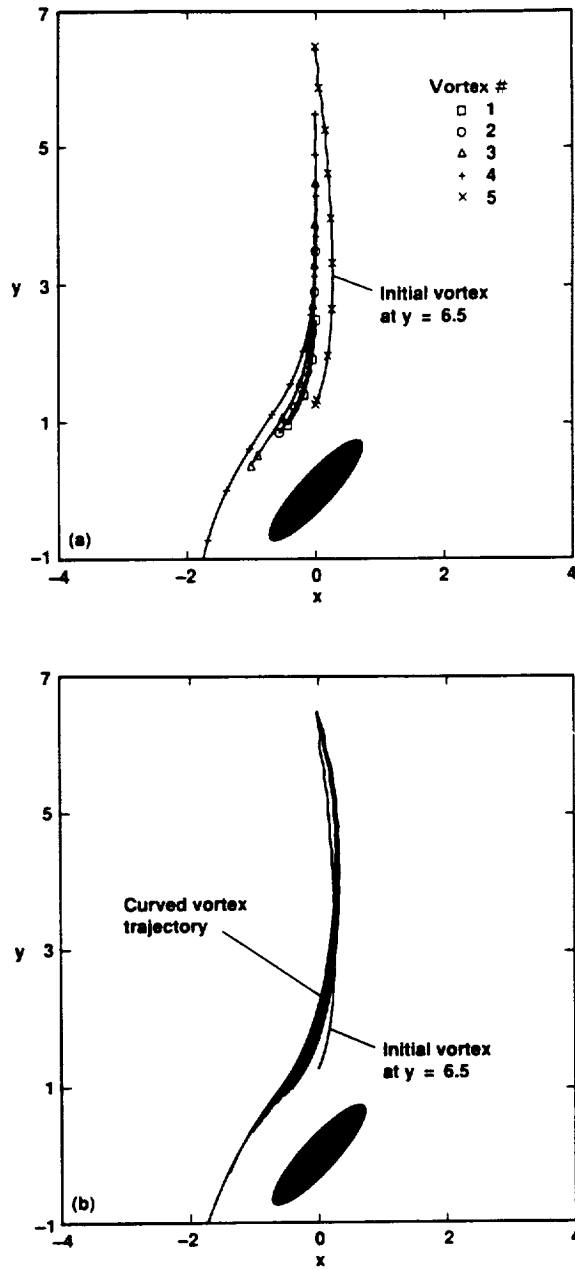 7
Vortex #
1
2
3
4
5
5
y
3
Initial vortex
at y = 6.5
1
(a)
-1
-4
-2
0
2
4
x
7
5
Curved vortex
trajectory
y
3
Initial vortex
at y = 6.5
1
(b)
-1
-4
-2
0
2
4
x